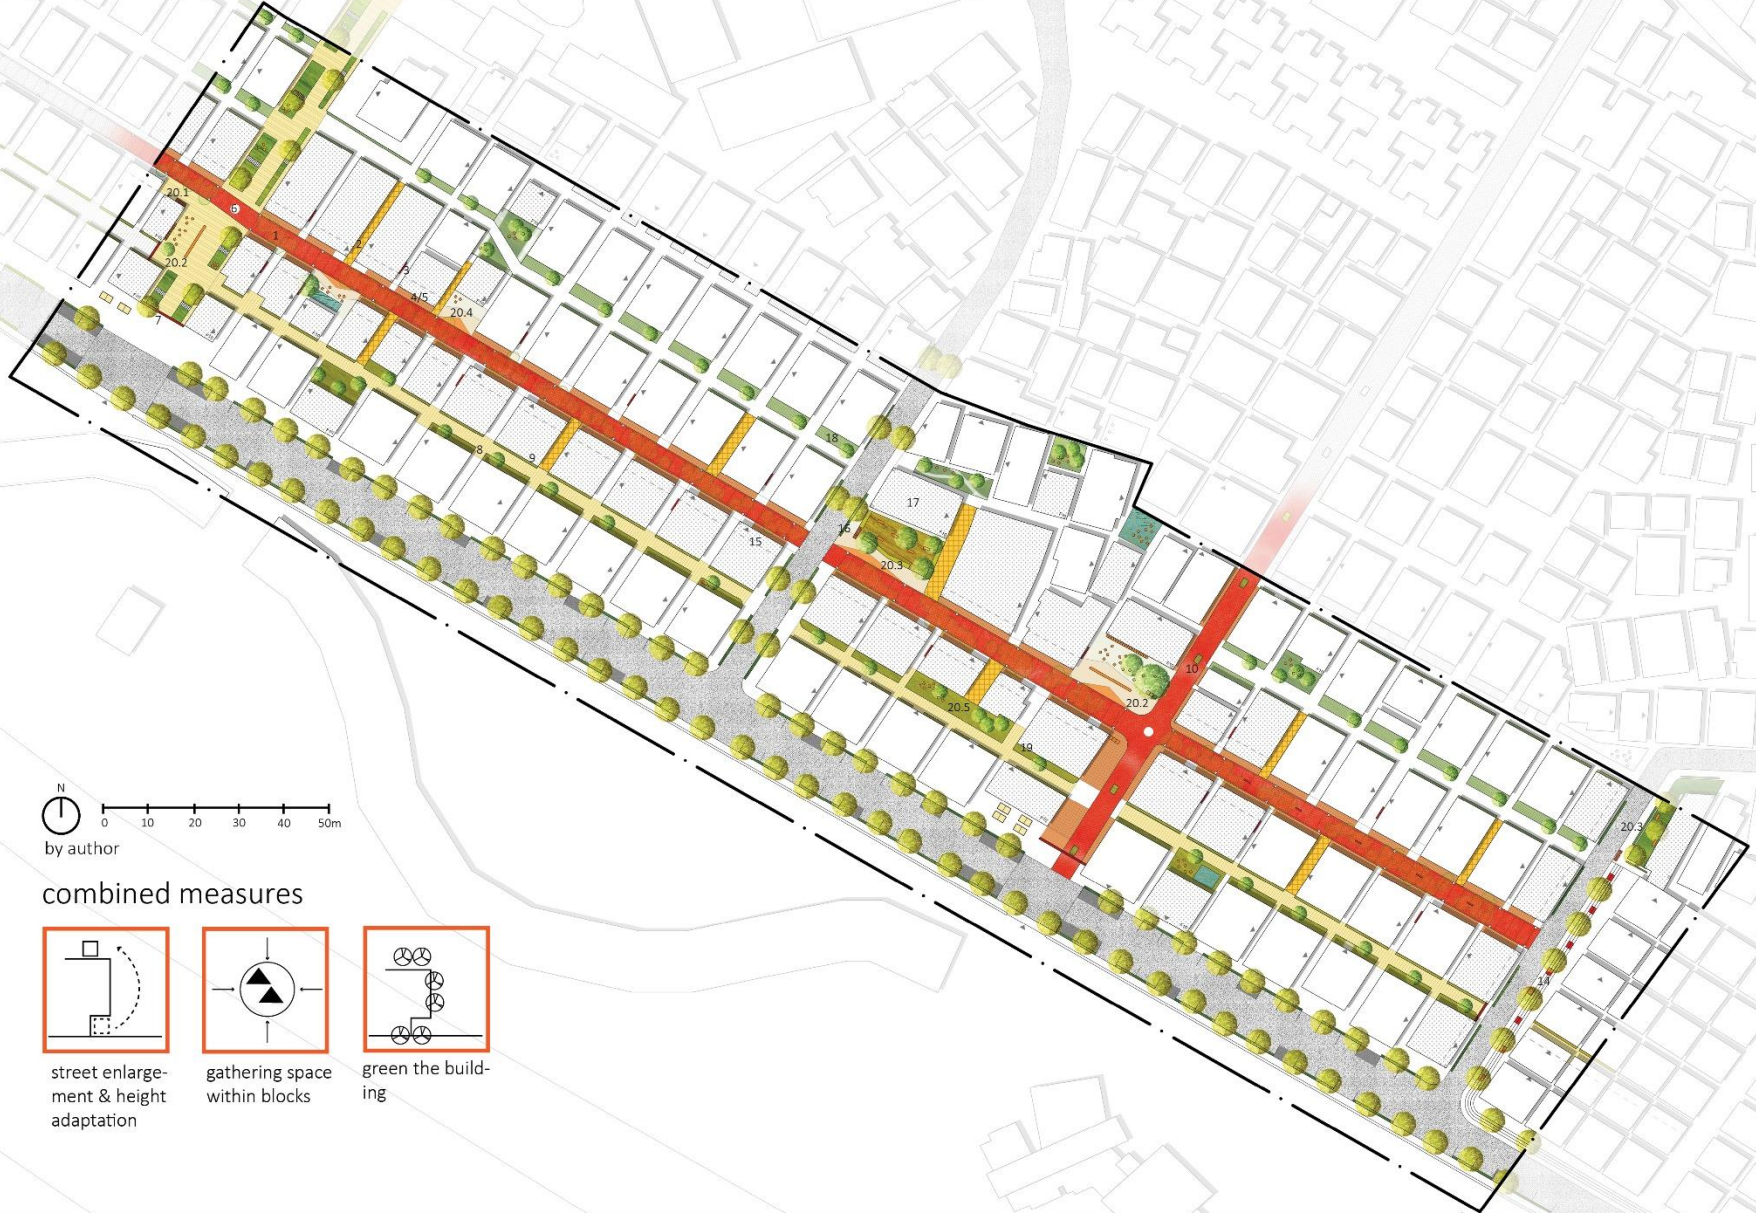 20.1
6
1
2
20.2
3
4/5
20.4
7
18
8
9
17
16
15
20.3
10
20.5
20.2
19
20.3
14
N
0 10 20 30 40 50m
by author
combined measures
street enlarge-
ment & height
adaptation
gathering space
within blocks
green the build-
ing